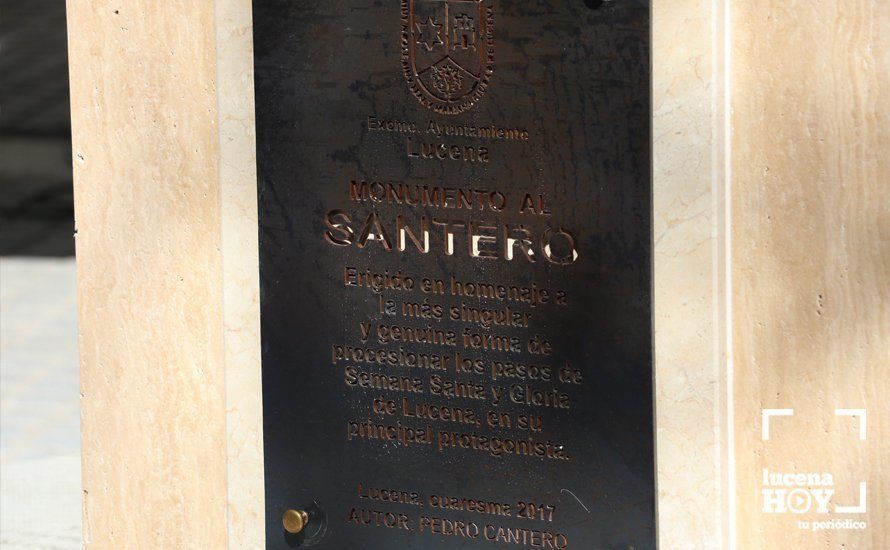 Excmo. Ayuntamiento
Lucena
MONUMENTO AL
SANTERO
Erigido en homenaje a
la más singular
y genuina forma de
procesionar los pasos de
Semana Santa y Gloria
de Lucena, en su
principal protagonista.
Lucena, cuaresma 2017
AUTOR: PEDRO CANTERO
lucena
HOY
tu periódico